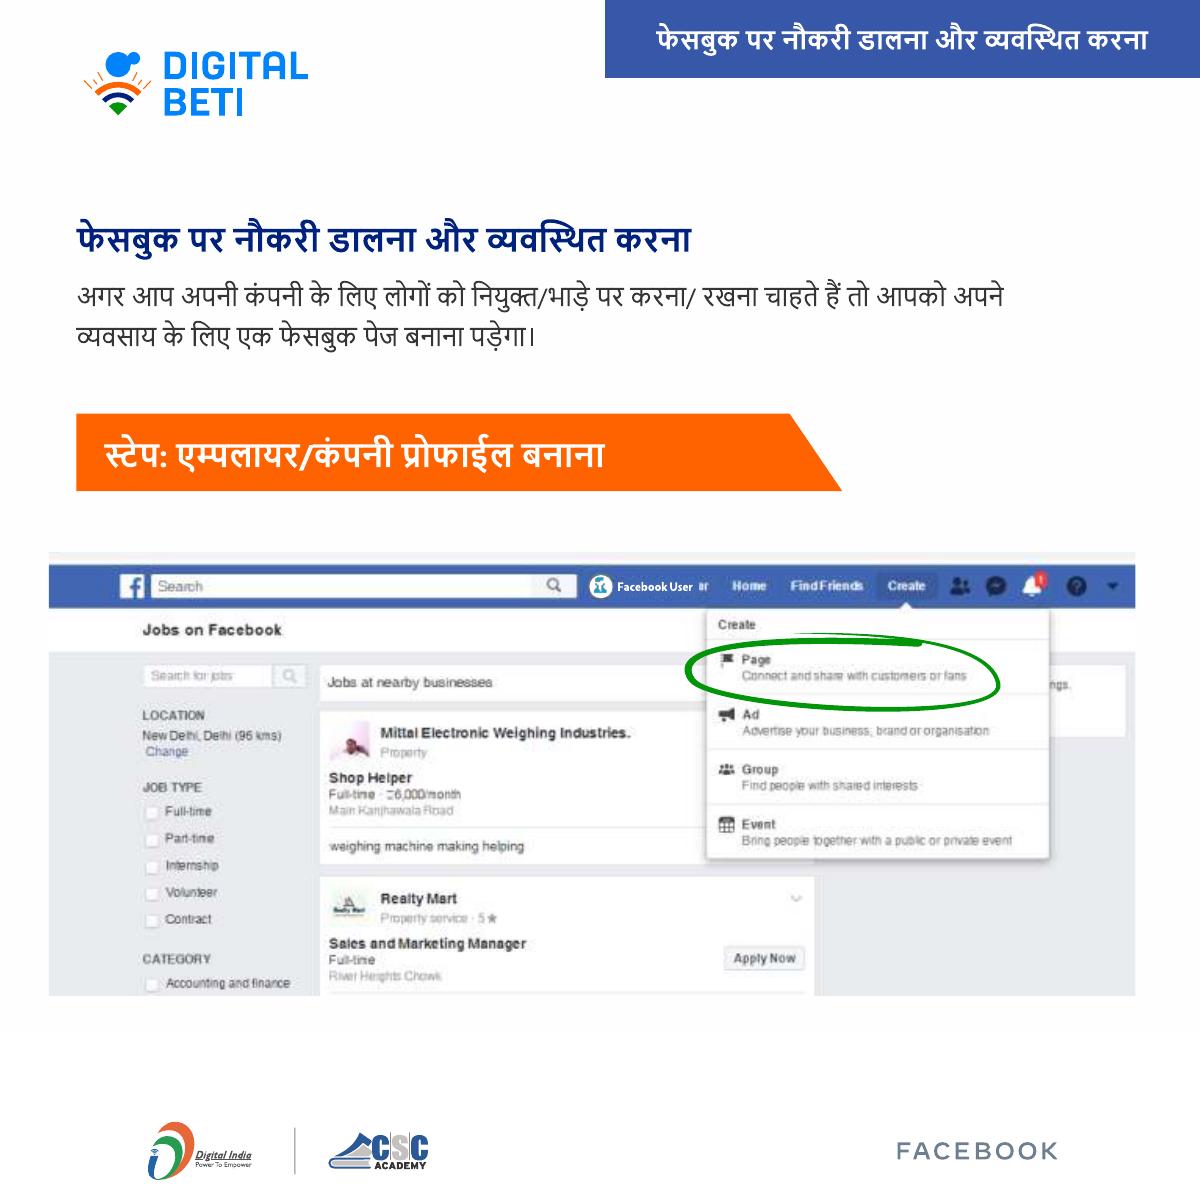 फेसबुक पर नौकरी डालना और व्यवस्थित करना
DIGITAL
BETI
फेसबुक पर नौकरी डालना और व्यवस्थित करना
अगर आप अपनी कंपनी के लिए लोगों को नियुक्त/भाड़े पर करना/ रखना चाहते हैं तो आपको अपने
व्यवसाय के लिए एक फेसबुक पेज बनाना पड़ेगा।
स्टेप: एम्पलायर/कंपनी प्रोफाईल बनाना
Search
Facebook User
Home
Find Friends
Create
1
Jobs on Facebook
Create
Page
Connect and share with customers or fans
Ad
Advertise your business, brand or organisation
Group
Find people with shared interests
Event
Bring people together with a public or private event
ngs.
Search for jobs
LOCATION
New Delhi, Delhi (96 kms)
Change
JOB TYPE
Full-time
Part-time
Internship
Volunteer
Contract
CATEGORY
Accounting and finance
Jobs at nearby businesses
Mittal Electronic Weighing Industries.
Property
Shop Helper
Full-time · 6,000/month
Main Kanjhawala Road
weighing machine making helping
Realty Mart
Property service · 5★
Sales and Marketing Manager
Full-time
River Heights Chowk
Apply Now
Digital India
Power To Empower
CSC
ACADEMY
FACEBOOK